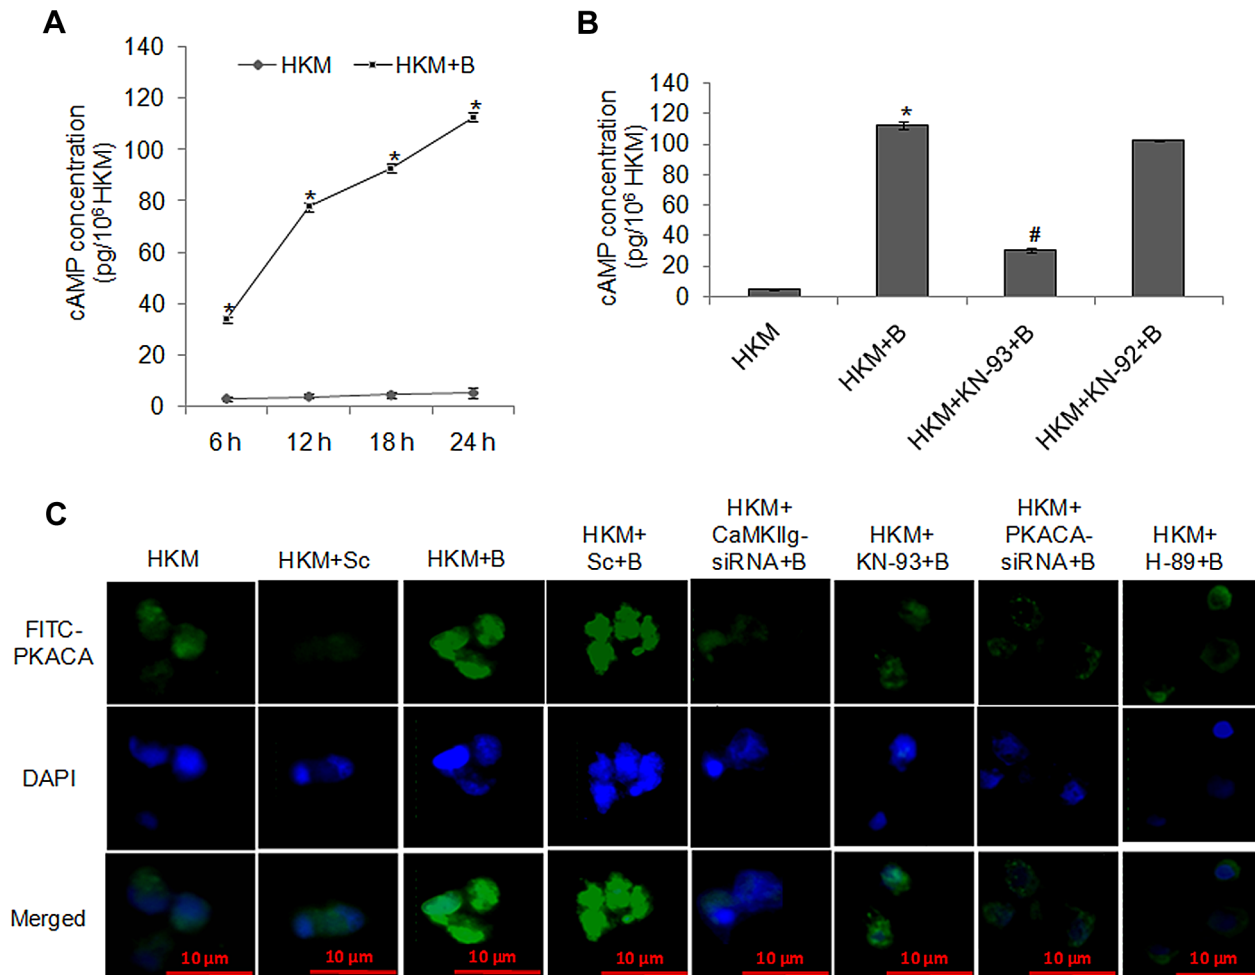 A
140
120
100
80
60
40
20
0
cAMP concentration
(pg/10⁶ HKM)
HKM
HKM+B
*
*
*
*
6 h
12 h
18 h
24 h
B
140
120
100
80
60
40
20
0
cAMP concentration
(pg/10⁶ HKM)
*
#
HKM
HKM+B
HKM+KN-93+B
HKM+KN-92+B
C
HKM
HKM+Sc
HKM+B
HKM+
Sc+B
HKM+
CaMKIIg-
siRNA+B
HKM+
KN-93+B
HKM+
PKACA-
siRNA+B
HKM+
H-89+B
FITC-
PKACA
DAPI
Merged
10 µm
10 µm
10 µm
10 µm
10 µm
10 µm
10 µm
10 µm